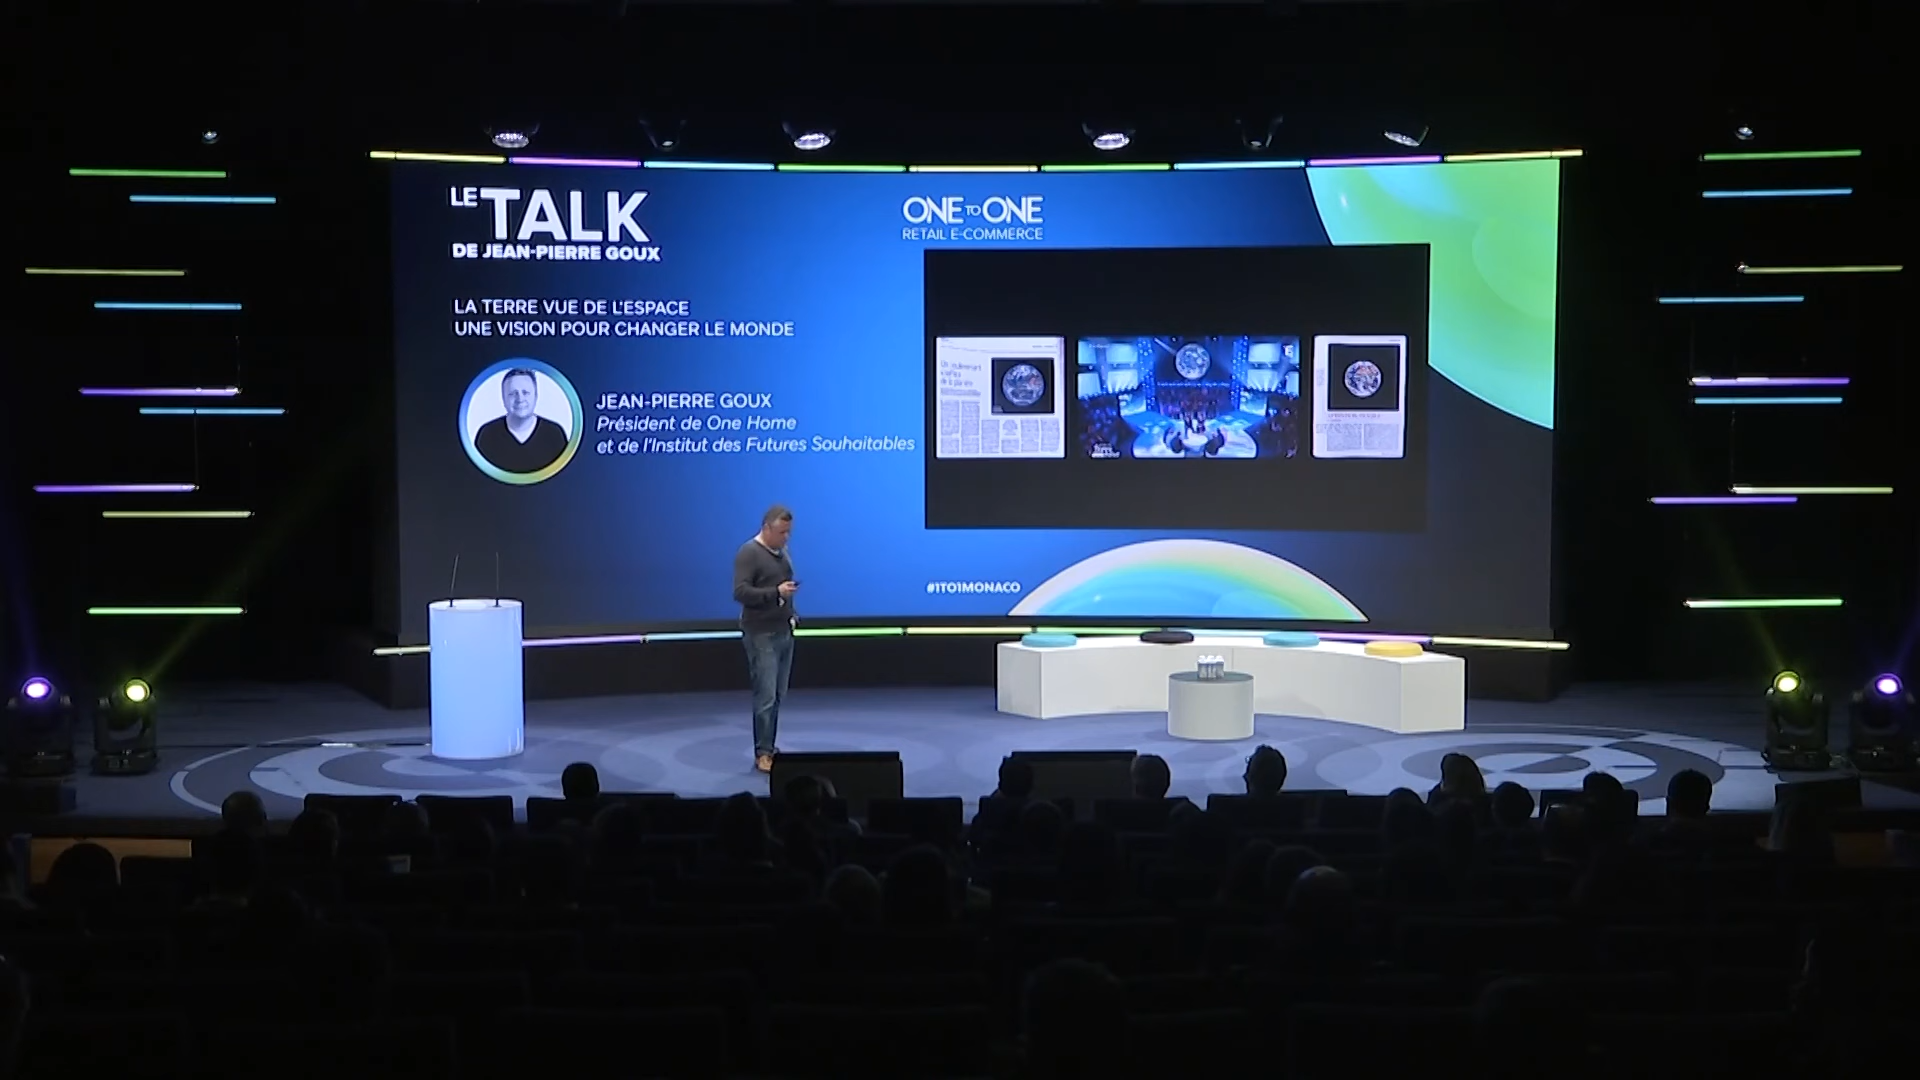 LE TALK
DE JEAN-PIERRE GOUX
ONE TO ONE
RETAIL E-COMMERCE
LA TERRE VUE DE L'ESPACE
UNE VISION POUR CHANGER LE MONDE
JEAN-PIERRE GOUX
Président de One Home
et de l'Institut des Futures Souhaitables
#1TO1MONACO